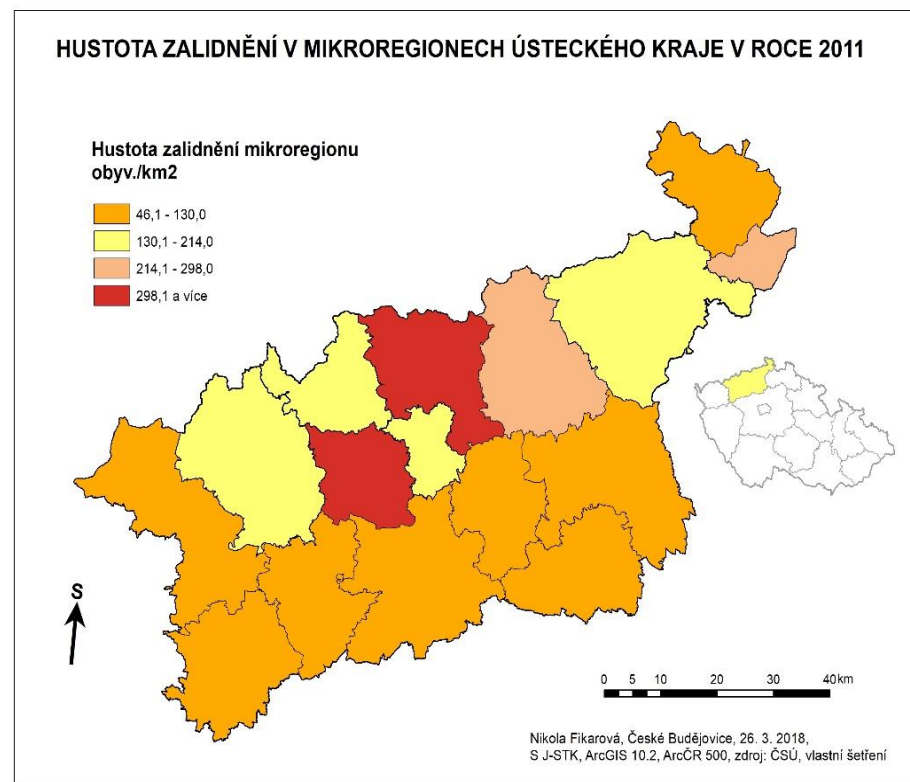 HUSTOTA ZALIDNĚNÍ V MIKROREGIONECH ÚSTECKÉHO KRAJE V ROCE 2011
Hustota zalidnění mikroregionu
obyv./km2
46,1 - 130,0
130,1 - 214,0
214,1 - 298,0
298,1 a více
S
0 5 10 20 30 40 km
Nikola Fikarová, České Budějovice, 26. 3. 2018,
S J-STK, ArcGIS 10.2, ArcČR 500, zdroj: ČSÚ, vlastní šetření